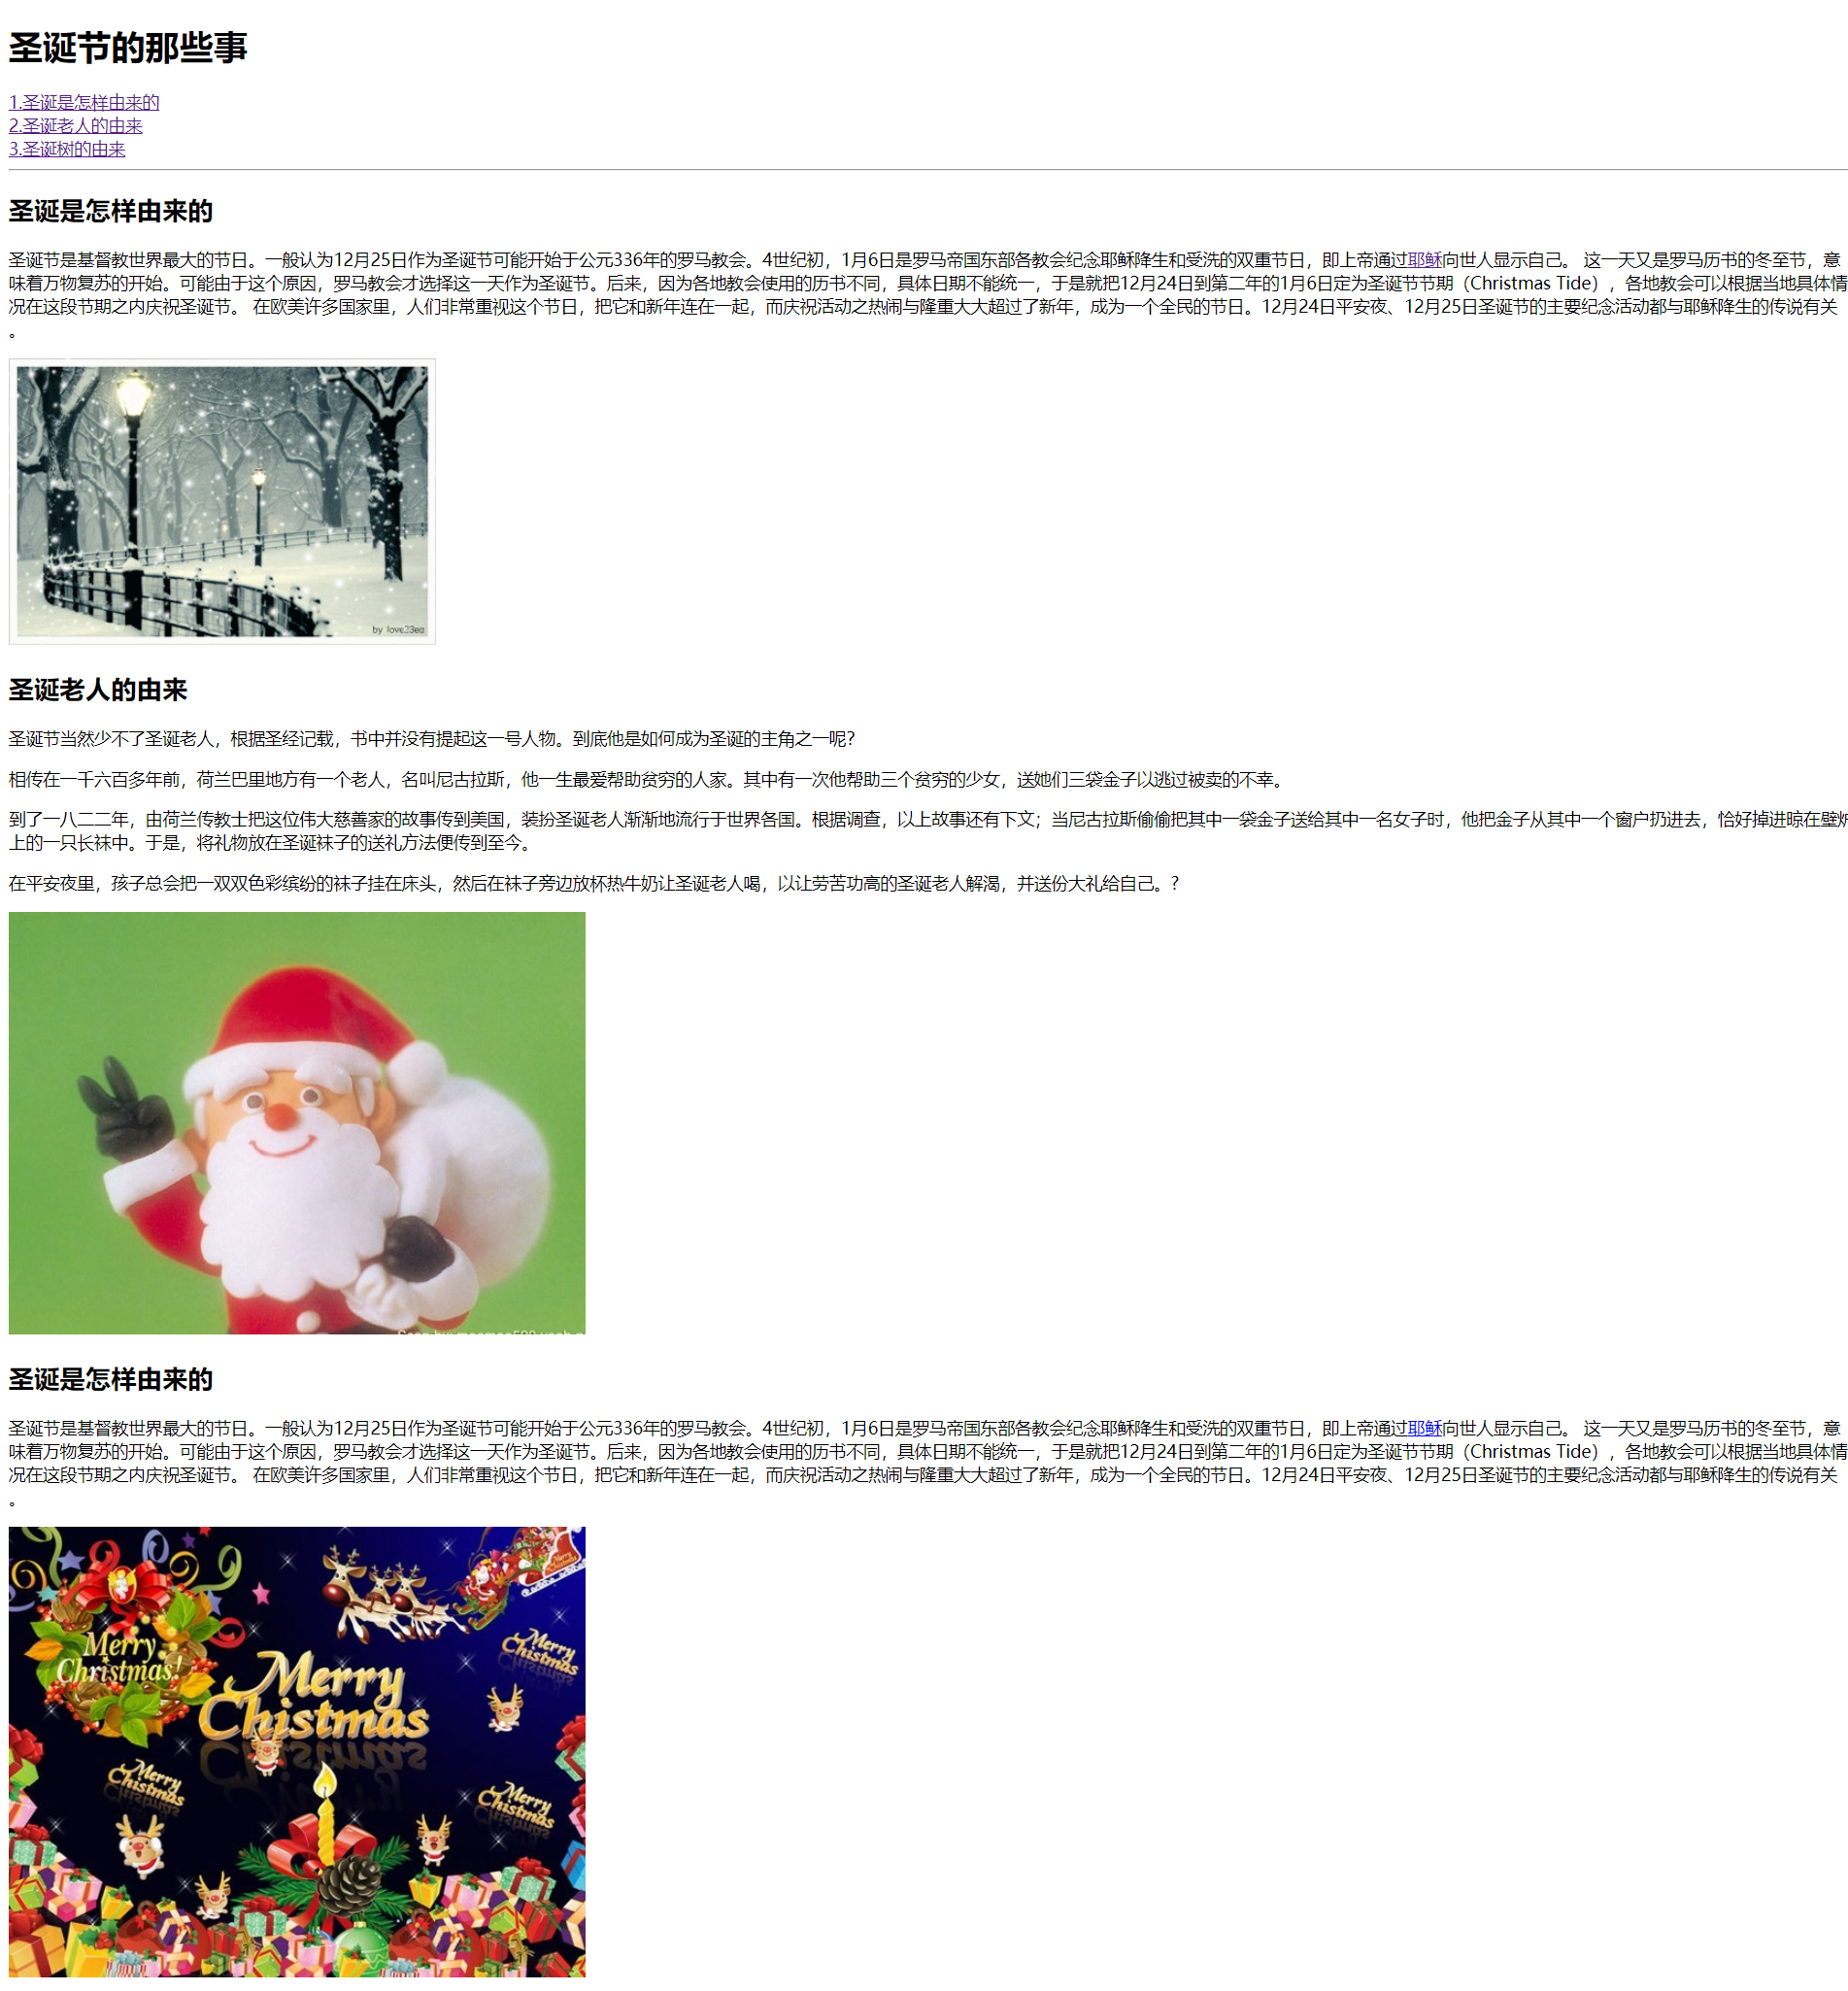 圣诞节的那些事
1.圣诞是怎样由来的
2.圣诞老人的由来
3.圣诞树的由来
圣诞是怎样由来的
圣诞节是基督教世界最大的节日。一般认为12月25日作为圣诞节可能开始于公元336年的罗马教会。4世纪初，1月6日是罗马帝国东部各教会纪念耶稣降生和受洗的双重节日，即上帝通过耶稣向世人显示自己。 这一天又是罗马历书的冬至节，意
味着万物复苏的开始。可能由于这个原因，罗马教会才选择这一天作为圣诞节。后来，因为各地教会使用的历书不同，具体日期不能统一，于是就把12月24日到第二年的1月6日定为圣诞节节期（Christmas Tide），各地教会可以根据当地具体情
况在这段节期之内庆祝圣诞节。 在欧美许多国家里，人们非常重视这个节日，把它和新年连在一起，而庆祝活动之热闹与隆重大大超过了新年，成为一个全民的节日。12月24日平安夜、12月25日圣诞节的主要纪念活动都与耶稣降生的传说有关
。
by love23ea
圣诞老人的由来
圣诞节当然少不了圣诞老人，根据圣经记载，书中并没有提起这一号人物。到底他是如何成为圣诞的主角之一呢？
相传在一千六百多年前，荷兰巴里地方有一个老人，名叫尼古拉斯，他一生最爱帮助贫穷的人家。其中有一次他帮助三个贫穷的少女，送她们三袋金子以逃过被卖的不幸。
到了一八二二年，由荷兰传教士把这位伟大慈善家的故事传到美国，装扮圣诞老人渐渐地流行于世界各国。根据调查，以上故事还有下文；当尼古拉斯偷偷把其中一袋金子送给其中一名女子时，他把金子从其中一个窗户扔进去，恰好掉进晾在壁炉
上的一只长袜中。于是，将礼物放在圣诞袜子的送礼方法便传到至今。
在平安夜里，孩子总会把一双双色彩缤纷的袜子挂在床头，然后在袜子旁边放杯热牛奶让圣诞老人喝，以让劳苦功高的圣诞老人解渴，并送份大礼给自己。?
圣诞是怎样由来的
圣诞节是基督教世界最大的节日。一般认为12月25日作为圣诞节可能开始于公元336年的罗马教会。4世纪初，1月6日是罗马帝国东部各教会纪念耶稣降生和受洗的双重节日，即上帝通过耶稣向世人显示自己。 这一天又是罗马历书的冬至节，意
味着万物复苏的开始。可能由于这个原因，罗马教会才选择这一天作为圣诞节。后来，因为各地教会使用的历书不同，具体日期不能统一，于是就把12月24日到第二年的1月6日定为圣诞节节期（Christmas Tide），各地教会可以根据当地具体情
况在这段节期之内庆祝圣诞节。 在欧美许多国家里，人们非常重视这个节日，把它和新年连在一起，而庆祝活动之热闹与隆重大大超过了新年，成为一个全民的节日。12月24日平安夜、12月25日圣诞节的主要纪念活动都与耶稣降生的传说有关
。
Merry
Christmas!
Merry
Chistmas
Merry
Chistmas
Merry
Chistmas
Merry
Chistmas